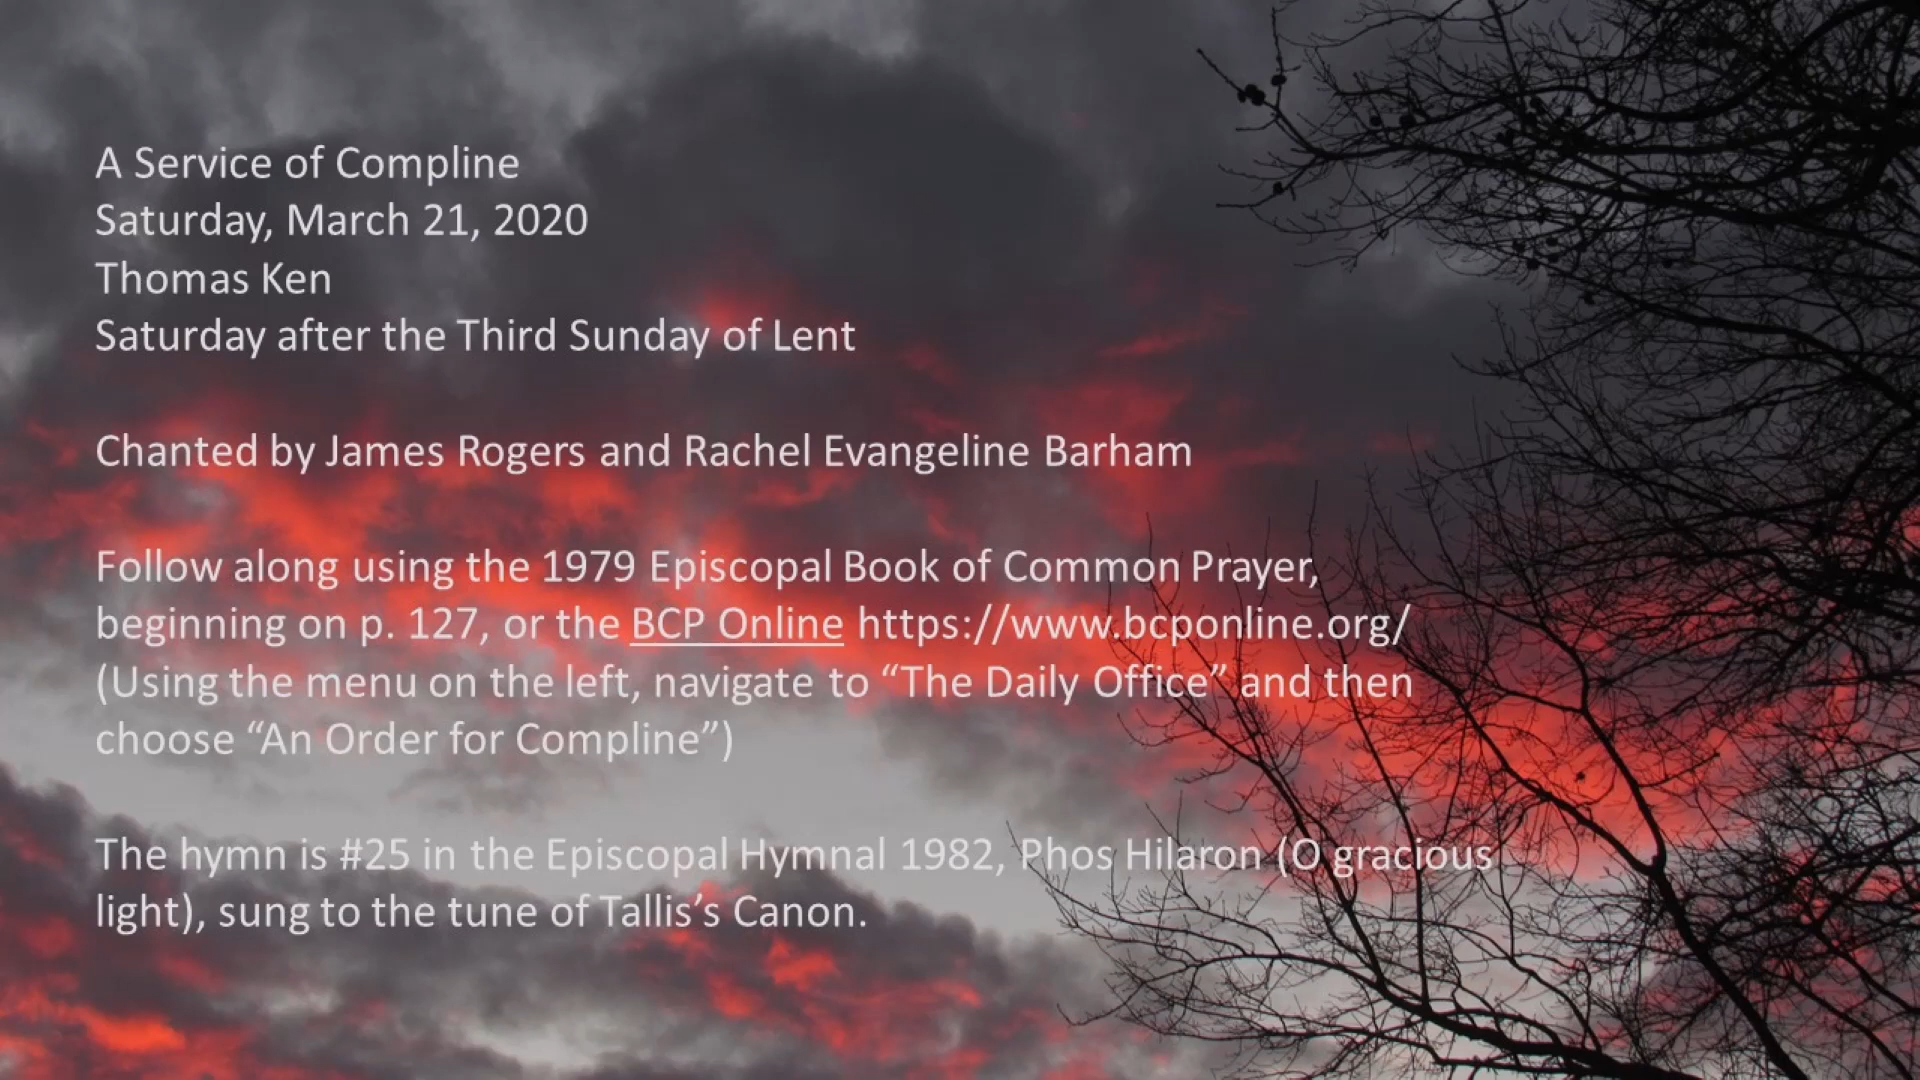 A Service of Compline
Saturday, March 21, 2020
Thomas Ken
Saturday after the Third Sunday of Lent
Chanted by James Rogers and Rachel Evangeline Barham
Follow along using the 1979 Episcopal Book of Common Prayer,
beginning on p. 127, or the BCP Online https://www.bcponline.org/
(Using the menu on the left, navigate to “The Daily Office” and then
choose “An Order for Compline”)
The hymn is #25 in the Episcopal Hymnal 1982, Phos Hilaron (O gracious
light), sung to the tune of Tallis’s Canon.